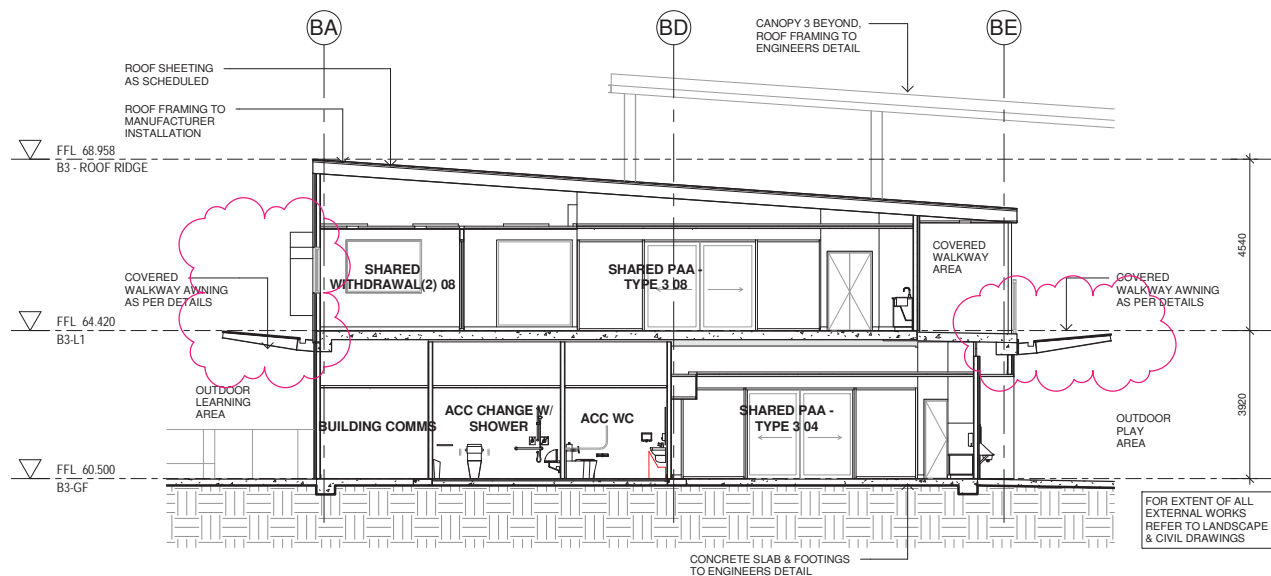 BA
BD
BE
CANOPY 3 BEYOND,
ROOF FRAMING TO
ENGINEERS DETAIL
ROOF SHEETING
AS SCHEDULED
ROOF FRAMING TO
MANUFACTURER
INSTALLATION
FFL 68.958
B3 - ROOF RIDGE
4540
COVERED
WALKWAY AWNING
AS PER DETAILS
SHARED
WITHDRAWAL(2) 08
SHARED PAA -
TYPE 3 08
COVERED
WALKWAY
AREA
COVERED
WALKWAY AWNING
AS PER DETAILS
FFL 64.420
B3-L1
3920
OUTDOOR
LEARNING
AREA
BUILDING COMMS
ACC CHANGE W/
SHOWER
ACC WC
SHARED PAA -
TYPE 3 04
OUTDOOR
PLAY
AREA
FFL 60.500
B3-GF
FOR EXTENT OF ALL
EXTERNAL WORKS
REFER TO LANDSCAPE
& CIVIL DRAWINGS
CONCRETE SLAB & FOOTINGS
TO ENGINEERS DETAIL